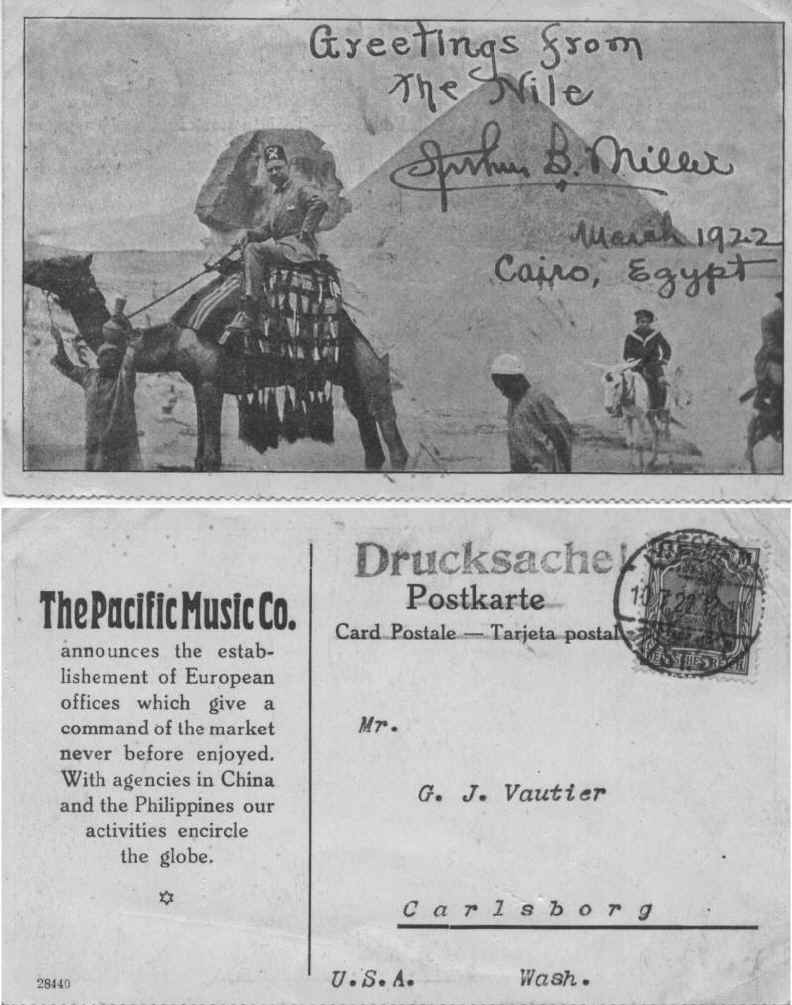 Greetings from
The Nile
Arthur B. Miller
March 1922
Cairo, Egypt
The Pacific Music Co.
announces the estab-
lishement of European
offices which give a
command of the market
never before enjoyed.
With agencies in China
and the Philippines our
activities encircle
the globe.
28440
Drucksache!
Postkarte
Card Postale — Tarjeta postal
DEUTSCHES REICH
Mr.
G. J. Vautier
Carlsborg
U.S.A. Wash.